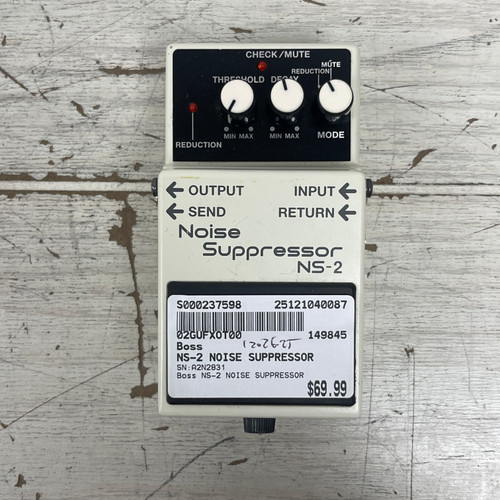 CHECK/MUTE
MUTE
REDUCTION
THRESHOLD DECAY
MIN MAX MIN MAX MODE
REDUCTION
OUTPUT INPUT
SEND RETURN
Noise
Suppressor
NS-2
S000237598 25121040087
02GUFXOT00 149845
Boss
NS-2 NOISE SUPPRESSOR
SN:A2N2831
Boss NS-2 NOISE SUPPRESSOR
$69.99